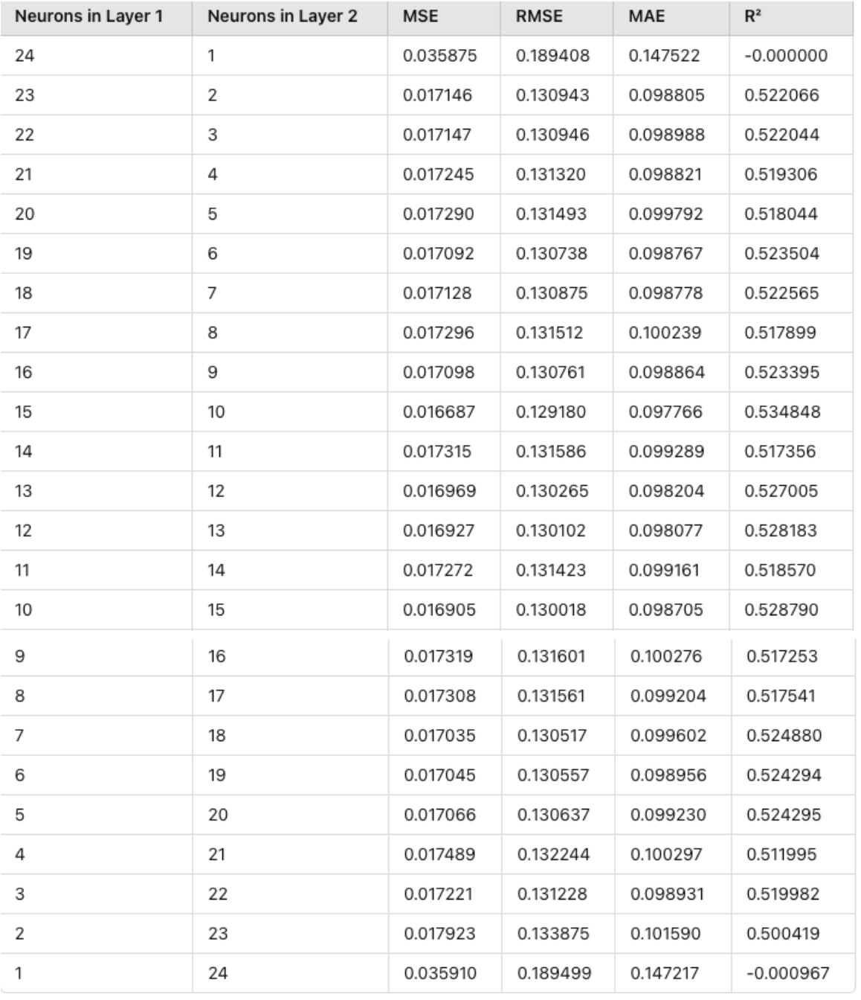 Neurons in Layer 1 Neurons in Layer 2 MSE RMSE MAE R²
24 1 0.035875 0.189408 0.147522 -0.000000
23 2 0.017146 0.130943 0.098805 0.522066
22 3 0.017147 0.130946 0.098988 0.522044
21 4 0.017245 0.131320 0.098821 0.519306
20 5 0.017290 0.131493 0.099792 0.518044
19 6 0.017092 0.130738 0.098767 0.523504
18 7 0.017128 0.130875 0.098778 0.522565
17 8 0.017296 0.131512 0.100239 0.517899
16 9 0.017098 0.130761 0.098864 0.523395
15 10 0.016687 0.129180 0.097766 0.534848
14 11 0.017315 0.131586 0.099289 0.517356
13 12 0.016969 0.130265 0.098204 0.527005
12 13 0.016927 0.130102 0.098077 0.528183
11 14 0.017272 0.131423 0.099161 0.518570
10 15 0.016905 0.130018 0.098705 0.528790
9 16 0.017319 0.131601 0.100276 0.517253
8 17 0.017308 0.131561 0.099204 0.517541
7 18 0.017035 0.130517 0.099602 0.524880
6 19 0.017045 0.130557 0.098956 0.524294
5 20 0.017066 0.130637 0.099230 0.524295
4 21 0.017489 0.132244 0.100297 0.511995
3 22 0.017221 0.131228 0.098931 0.519982
2 23 0.017923 0.133875 0.101590 0.500419
1 24 0.035910 0.189499 0.147217 -0.000967